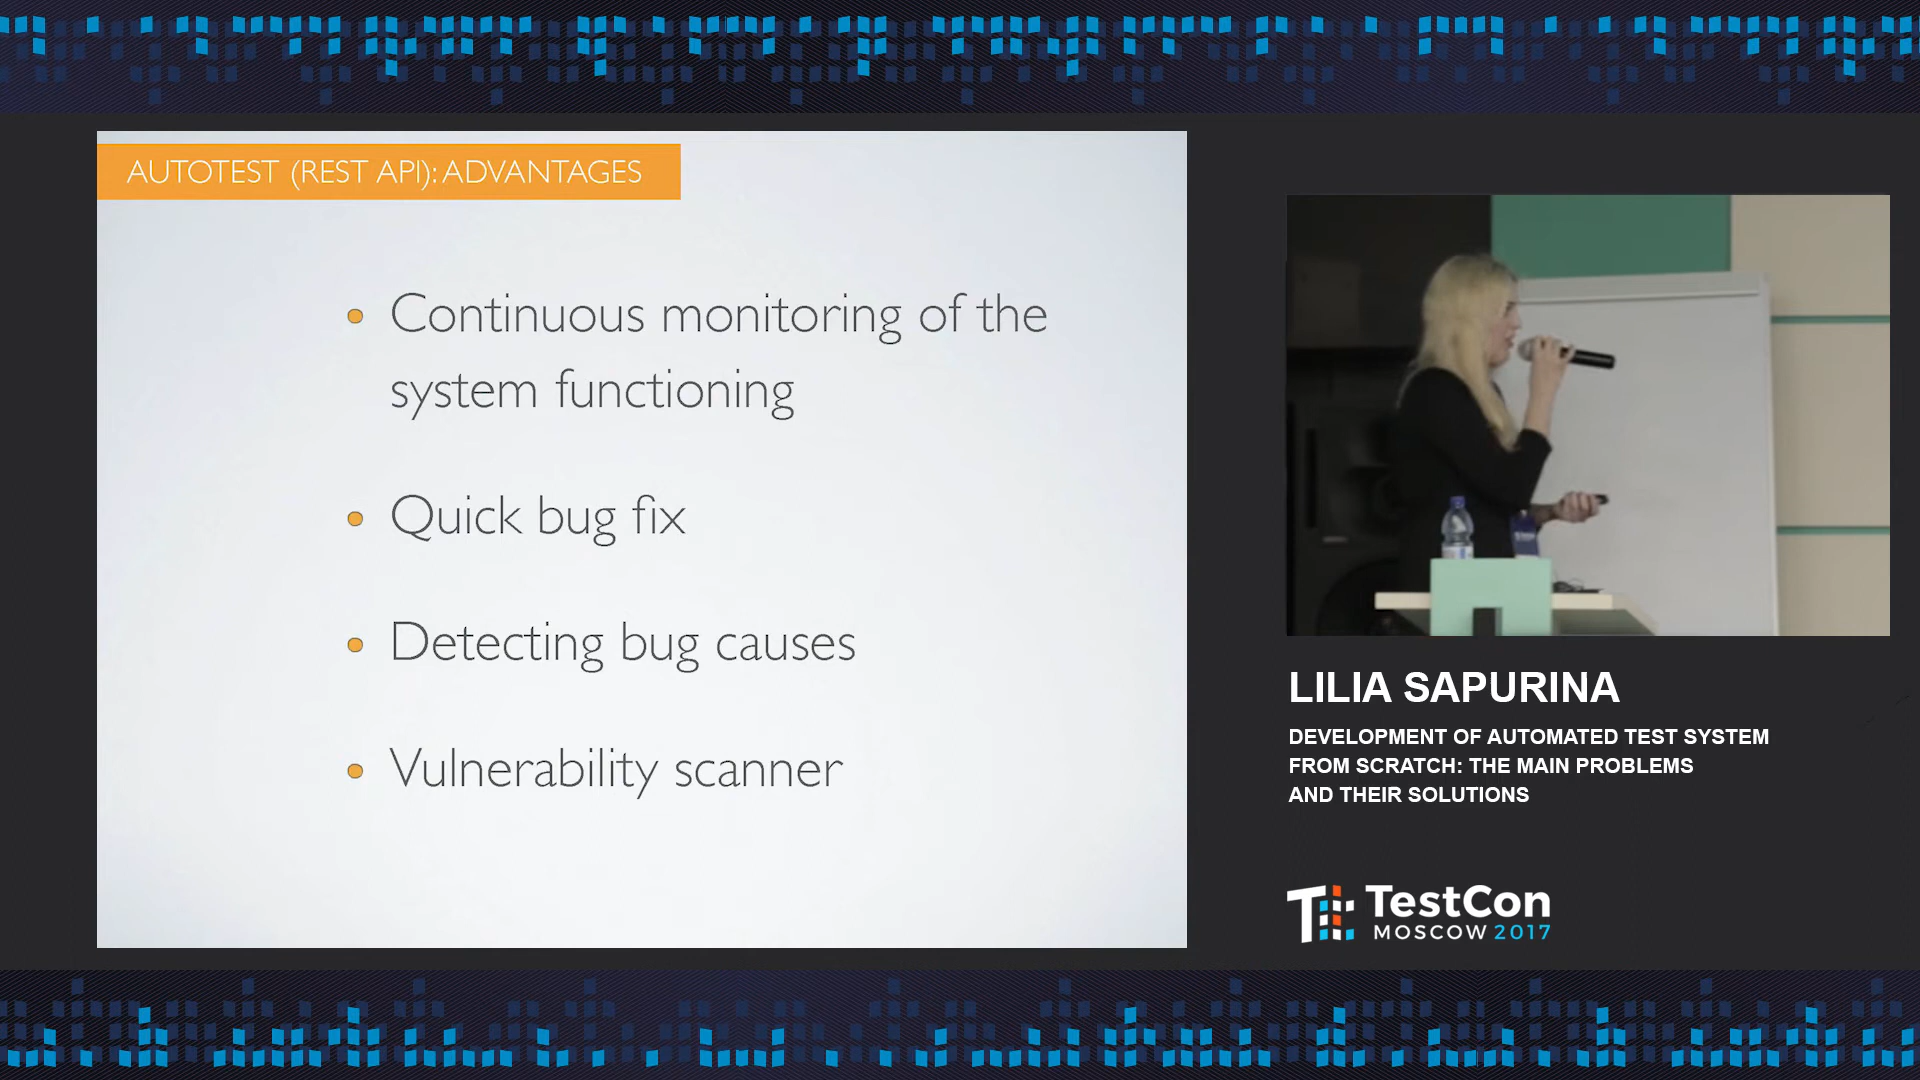 AUTOTEST (REST API): ADVANTAGES
• Continuous monitoring of the
system functioning
• Quick bug fix
• Detecting bug causes
• Vulnerability scanner
LILIA SAPURINA
DEVELOPMENT OF AUTOMATED TEST SYSTEM
FROM SCRATCH: THE MAIN PROBLEMS
AND THEIR SOLUTIONS
TestCon
MOSCOW 2017